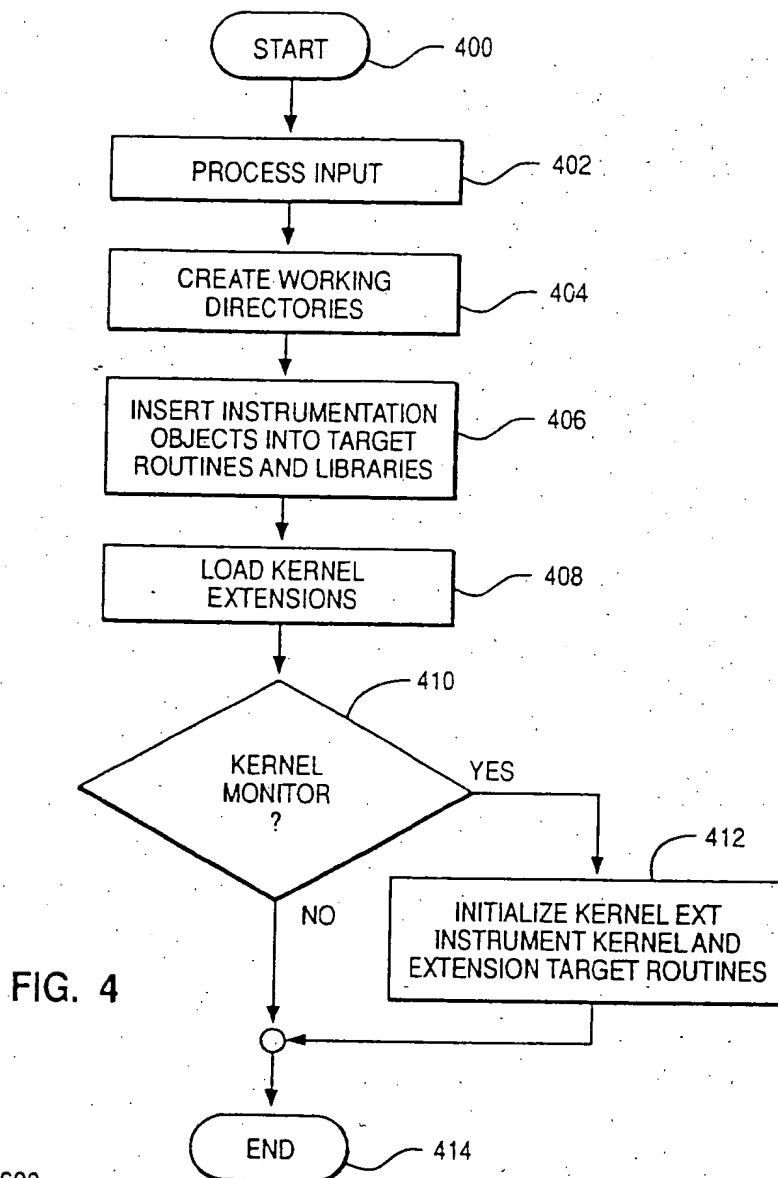 START
400
PROCESS INPUT
402
CREATE WORKING
DIRECTORIES
404
INSERT INSTRUMENTATION
OBJECTS INTO TARGET
ROUTINES AND LIBRARIES
406
LOAD KERNEL
EXTENSIONS
408
410
KERNEL
MONITOR
?
YES
412
INITIALIZE KERNEL EXT
INSTRUMENT KERNEL AND
EXTENSION TARGET ROUTINES
NO
FIG. 4
END
414